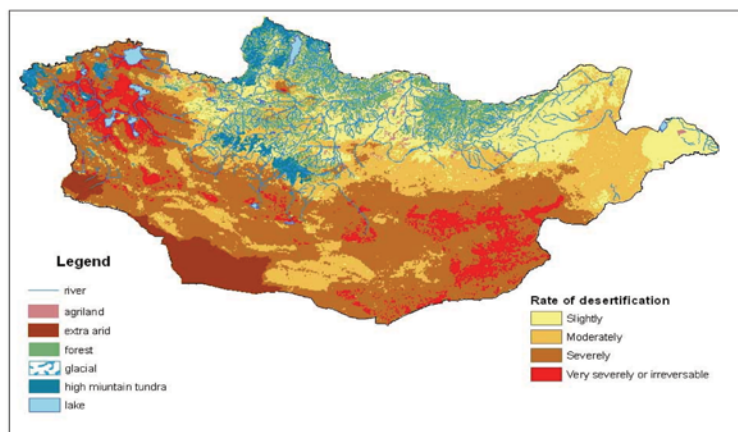 Legend
river
agriland
extra arid
forest
glacial
high miuntain tundra
lake
Rate of desertification
Slightly
Moderately
Severely
Very severely or irreversable